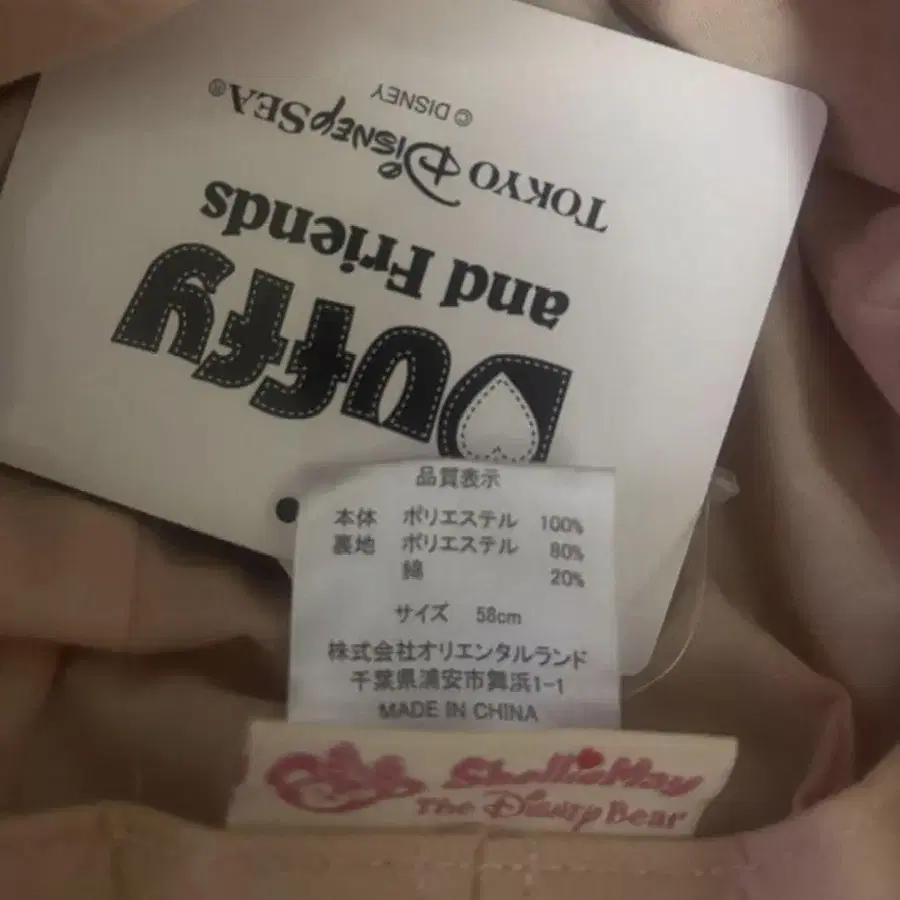 Duffy
and Friends
TOKYO DISNEYSEA®
© DISNEY
品質表示
本体 ポリエステル 100%
裏地 ポリエステル 80%
綿 20%
サイズ 58cm
株式会社オリエンタルランド
千葉県浦安市舞浜1-1
MADE IN CHINA
ShellieMay
The Disney Bear